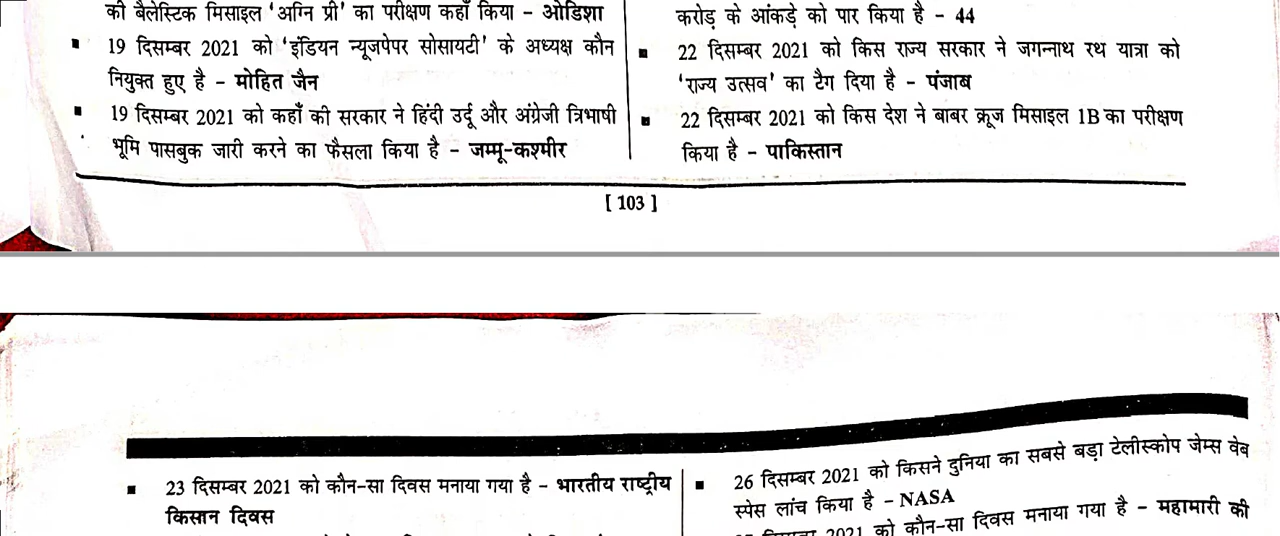 की बैलेस्टिक मिसाइल 'अग्नि प्री' का परीक्षण कहाँ किया – ओडिशा
■ 19 दिसम्बर 2021 को 'इंडियन न्यूजपेपर सोसायटी' के अध्यक्ष कौन
नियुक्त हुए है – मोहित जैन
■ 19 दिसम्बर 2021 को कहाँ की सरकार ने हिंदी उर्दू और अंग्रेजी त्रिभाषी
भूमि पासबुक जारी करने का फैसला किया है – जम्मू-कश्मीर
करोड़ के आंकड़े को पार किया है – 44
■ 22 दिसम्बर 2021 को किस राज्य सरकार ने जगन्नाथ रथ यात्रा को
'राज्य उत्सव' का टैग दिया है – पंजाब
■ 22 दिसम्बर 2021 को किस देश ने बाबर क्रूज मिसाइल 1B का परीक्षण
किया है – पाकिस्तान
[ 103 ]
■ 23 दिसम्बर 2021 को कौन-सा दिवस मनाया गया है – भारतीय राष्ट्रीय
किसान दिवस
■ 26 दिसम्बर 2021 को किसने दुनिया का सबसे बड़ा टेलीस्कोप जेम्स वेब
स्पेस लांच किया है – NASA
2021 को कौन-सा दिवस मनाया गया है – महामारी की